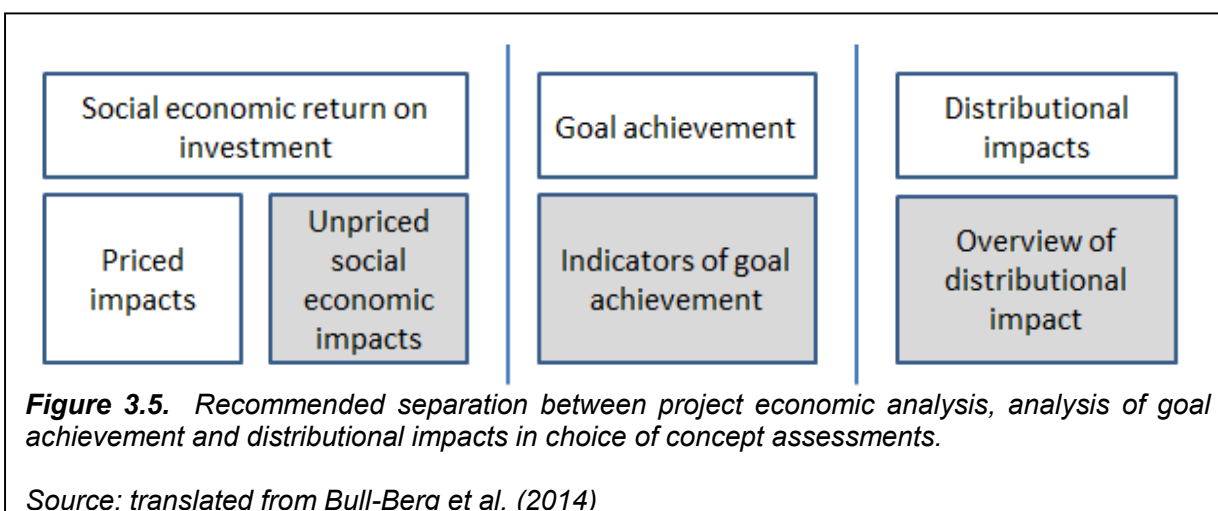 Social economic return on
investment
Goal achievement
Distributional
impacts
Priced
impacts
Unpriced
social
economic
impacts
Indicators of goal
achievement
Overview of
distributional
impact
Figure 3.5. Recommended separation between project economic analysis, analysis of goal
achievement and distributional impacts in choice of concept assessments.
Source: translated from Bull-Berg et al. (2014)